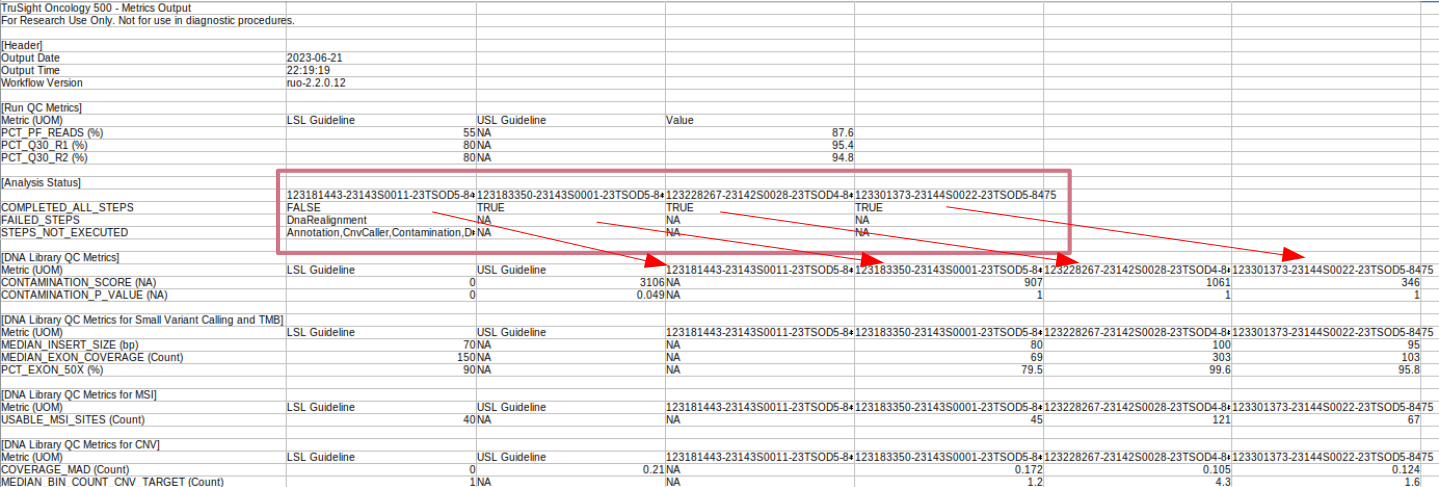 TruSight Oncology 500 - Metrics Output
For Research Use Only. Not for use in diagnostic procedures.
[Header]
Output Date 2023-06-21
Output Time 22:19:19
Workflow Version ruo-2.2.0.12
[Run QC Metrics]
Metric (UOM) LSL Guideline USL Guideline Value
PCT_PF_READS (%) 55 NA 87.6
PCT_Q30_R1 (%) 80 NA 95.4
PCT_Q30_R2 (%) 80 NA 94.8
[Analysis Status]
123181443-23143S0011-23TSOD5-8 123183350-23143S0001-23TSOD5-8 123228267-23142S0028-23TSOD4-8 123301373-23144S0022-23TSOD5-8475
COMPLETED_ALL_STEPS FALSE TRUE TRUE TRUE
FAILED_STEPS DnaRealignment NA NA NA
STEPS_NOT_EXECUTED Annotation,CnvCaller,Contamination,D NA NA NA
[DNA Library QC Metrics]
Metric (UOM) LSL Guideline USL Guideline 123181443-23143S0011-23TSOD5-8 123183350-23143S0001-23TSOD5-8 123228267-23142S0028-23TSOD4-8 123301373-23144S0022-23TSOD5-8475
CONTAMINATION_SCORE (NA) 0 3106 NA 907 1061 346
CONTAMINATION_P_VALUE (NA) 0 0.049 NA 1 1 1
[DNA Library QC Metrics for Small Variant Calling and TMB]
Metric (UOM) LSL Guideline USL Guideline 123181443-23143S0011-23TSOD5-8 123183350-23143S0001-23TSOD5-8 123228267-23142S0028-23TSOD4-8 123301373-23144S0022-23TSOD5-8475
MEDIAN_INSERT_SIZE (bp) 70 NA NA 80 100 95
MEDIAN_EXON_COVERAGE (Count) 150 NA NA 69 303 103
PCT_EXON_50X (%) 90 NA NA 79.5 99.6 95.8
[DNA Library QC Metrics for MSI]
Metric (UOM) LSL Guideline USL Guideline 123181443-23143S0011-23TSOD5-8 123183350-23143S0001-23TSOD5-8 123228267-23142S0028-23TSOD4-8 123301373-23144S0022-23TSOD5-8475
USABLE_MSI_SITES (Count) 40 NA NA 45 121 67
[DNA Library QC Metrics for CNV]
Metric (UOM) LSL Guideline USL Guideline 123181443-23143S0011-23TSOD5-8 123183350-23143S0001-23TSOD5-8 123228267-23142S0028-23TSOD4-8 123301373-23144S0022-23TSOD5-8475
COVERAGE_MAD (Count) 0 0.21 NA 0.172 0.105 0.124
MEDIAN_BIN_COUNT_CNV_TARGET (Count) 1 NA NA 1.2 4.3 1.6